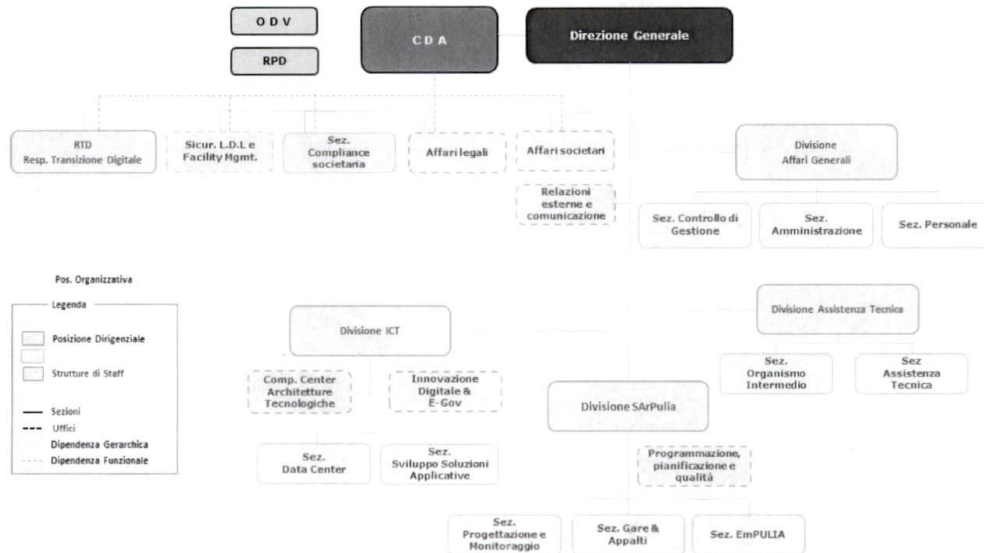 O D V
RPD
C D A
Direzione Generale
RTD
Resp. Transizione Digitale
Sicur. L.D.L e
Facility Mgmt.
Sez.
Compliance
societaria
Affari legali
Affari societari
Relazioni
esterne e
comunicazione
Divisione
Affari Generali
Sez. Controllo di
Gestione
Sez.
Amministrazione
Sez. Personale
Pos. Organizzativa
Legenda
Posizione Dirigenziale
Strutture di Staff
Sezioni
Uffici
Dipendenza Gerarchica
Dipendenza Funzionale
Divisione ICT
Comp. Center
Architetture
Tecnologiche
Innovazione
Digitale &
E-Gov
Sez.
Data Center
Sez.
Sviluppo Soluzioni
Applicative
Divisione Assistenza Tecnica
Sez.
Organismo
Intermedio
Sez
Assistenza
Tecnica
Divisione SArPulia
Programmazione,
pianificazione e
qualità
Sez.
Progettazione e
Monitoraggio
Sez. Gare &
Appalti
Sez. EmPULIA